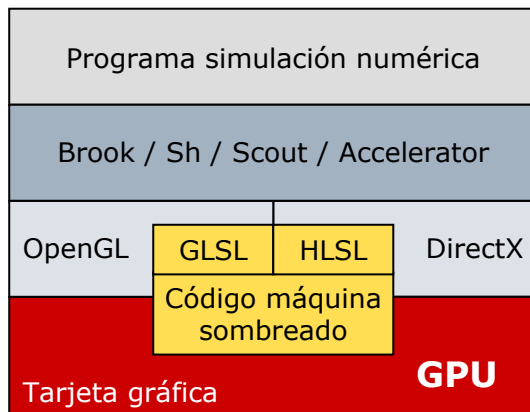 Programa simulación numérica
Brook / Sh / Scout / Accelerator
OpenGL
GLSL
HLSL
DirectX
Código máquina
sombreado
Tarjeta gráfica
GPU